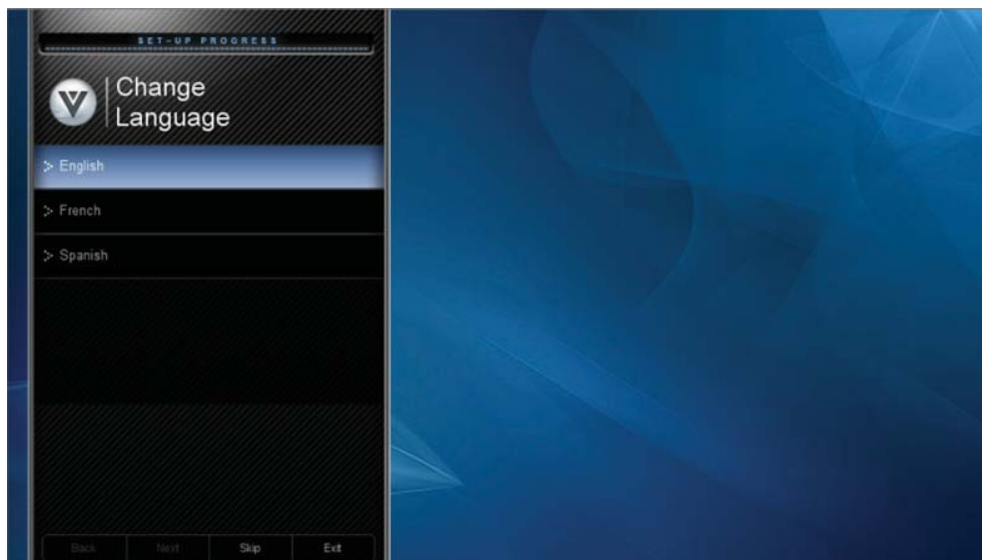 SET-UP PROGRESS
Change
Language
English
French
Spanish
Back Next Skip Exit